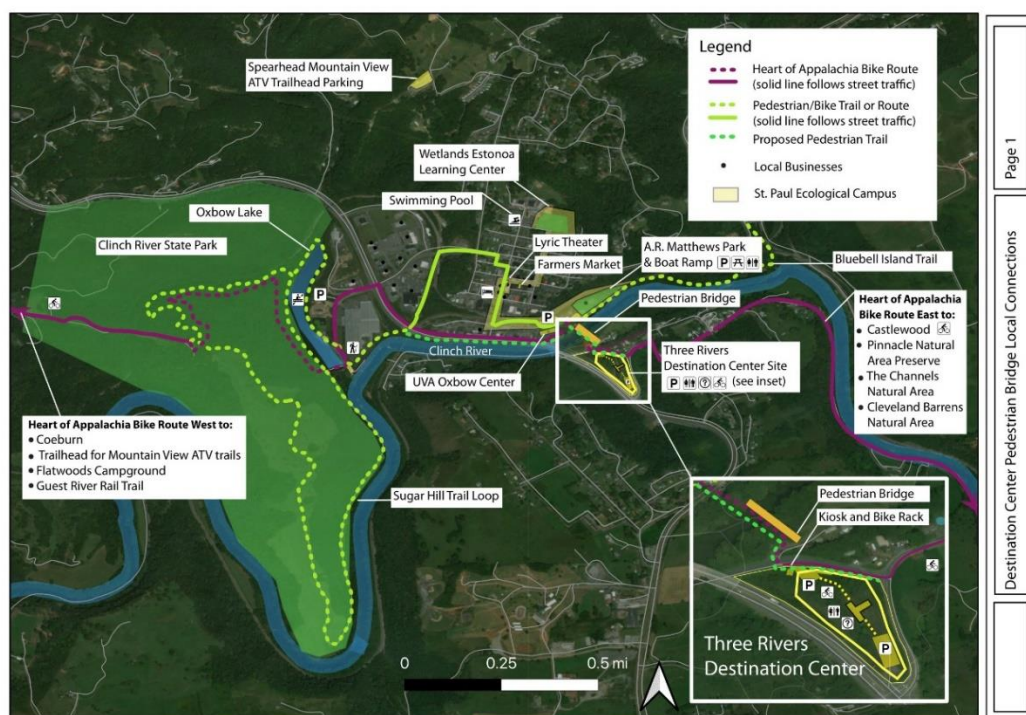 Spearhead Mountain View
ATV Trailhead Parking
Legend
Heart of Appalachia Bike Route
(solid line follows street traffic)
Pedestrian/Bike Trail or Route
(solid line follows street traffic)
Proposed Pedestrian Trail
Local Businesses
St. Paul Ecological Campus
Wetlands Estonoa
Learning Center
Swimming Pool
Oxbow Lake
Clinch River State Park
Lyric Theater
Farmers Market
A.R. Matthews Park
& Boat Ramp P
Bluebell Island Trail
P
P
Pedestrian Bridge
Clinch River
UVA Oxbow Center
Three Rivers
Destination Center Site
P ? (see inset)
Heart of Appalachia
Bike Route East to:
• Castlewood
• Pinnacle Natural
Area Preserve
• The Channels
Natural Area
• Cleveland Barrens
Natural Area
Heart of Appalachia Bike Route West to:
• Coeburn
• Trailhead for Mountain View ATV trails
• Flatwoods Campground
• Guest River Rail Trail
Sugar Hill Trail Loop
Pedestrian Bridge
Kiosk and Bike Rack
P
?
P
Three Rivers
Destination Center
0 0.25 0.5 mi
Page 1
Destination Center Pedestrian Bridge Local Connections